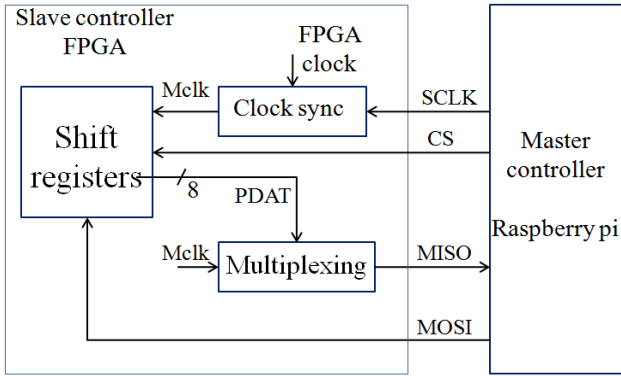 Slave controller
FPGA
FPGA
clock
Mclk
Clock sync
SCLK
CS
Shift
registers
8
PDAT
Master
controller
Raspberry pi
Mclk
Multiplexing
MISO
MOSI